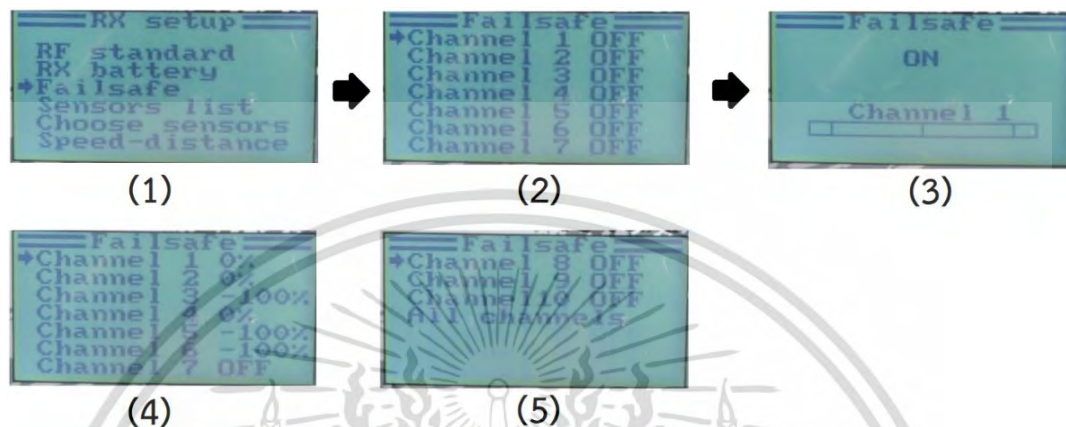 RX setup
RF standard
RX battery
Failsafe
Sensors list
Choose sensors
Speed-distance
(1)
Failsafe
Channel 1 OFF
Channel 2 OFF
Channel 3 OFF
Channel 4 OFF
Channel 5 OFF
Channel 6 OFF
Channel 7 OFF
(2)
Failsafe
ON
Channel 1
(3)
Failsafe
Channel 1 0%
Channel 2 0%
Channel 3 -100%
Channel 4 0%
Channel 5 -100%
Channel 6 -100%
Channel 7 OFF
(4)
Failsafe
Channel 8 OFF
Channel 9 OFF
Channel10 OFF
All channels
(5)